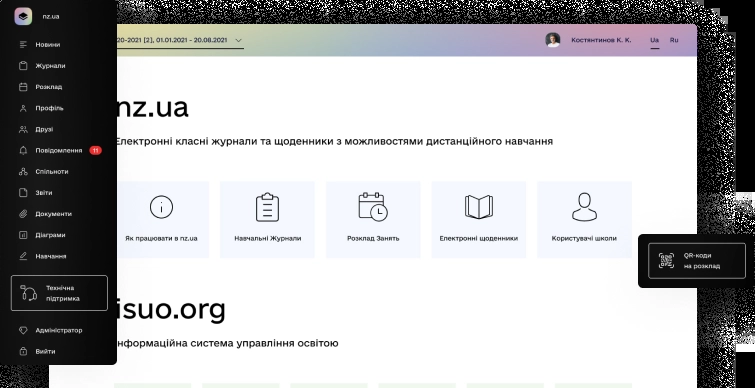 nz.ua
Новини
Журнали
Розклад
Профіль
Друзі
Повідомлення 11
Спільноти
Звіти
Документи
Діаграми
Навчання
Технічна
підтримка
Адміністратор
Вийти
20-2021 [2], 01.01.2021 - 20.08.2021
Костянтинов К. К.
Ua Ru
nz.ua
Електронні класні журнали та щоденники з можливостями дистанційного навчання
Як працювати в nz.ua
Навчальні Журнали
Розклад Занять
Електронні щоденники
Користувачі школи
QR-коди
на розклад
isuo.org
нформаційна система управління освітою